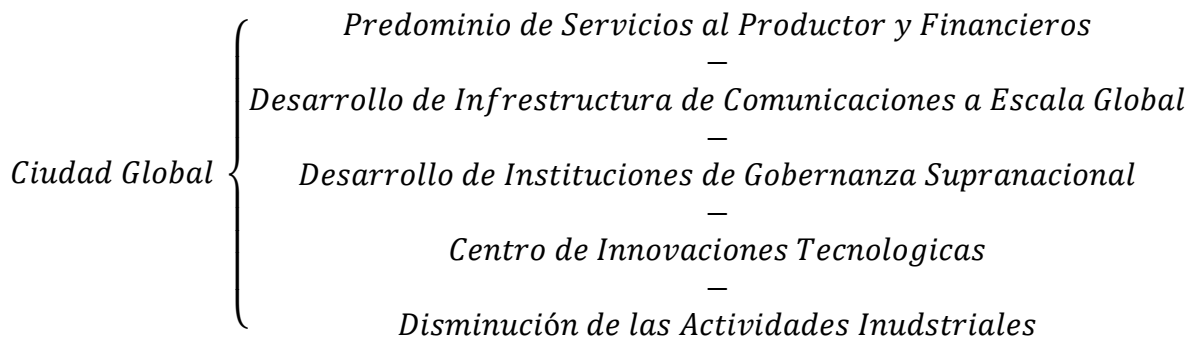 Predominio de Servicios al Productor y Financieros
—
Desarrollo de Infrestructura de Comunicaciones a Escala Global
—
Ciudad Global
Desarrollo de Instituciones de Gobernanza Supranacional
—
Centro de Innovaciones Tecnologicas
—
Disminución de las Actividades Inudstriales